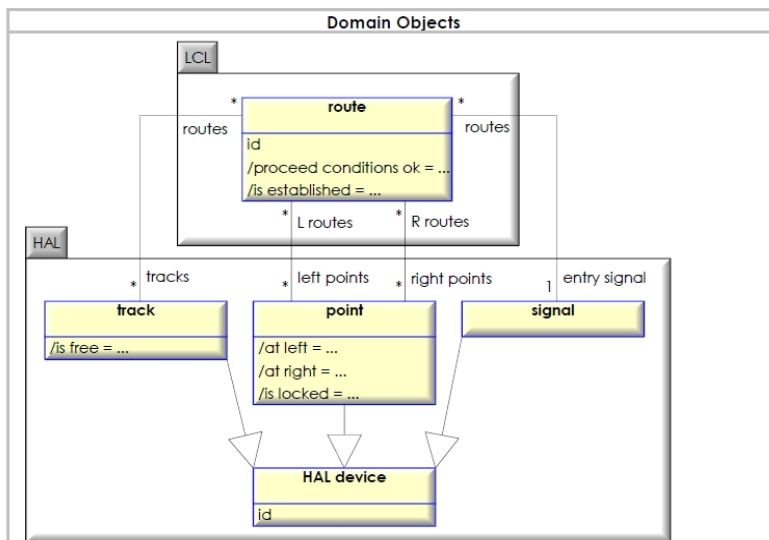 Domain Objects
LCL
* route *
routes routes
id
/proceed conditions ok = ...
/is established = ...
* L routes * R routes
HAL
* tracks * left points * right points 1 entry signal
track point signal
/is free = ... /at left = ...
/at right = ...
/is locked = ...
HAL device
id